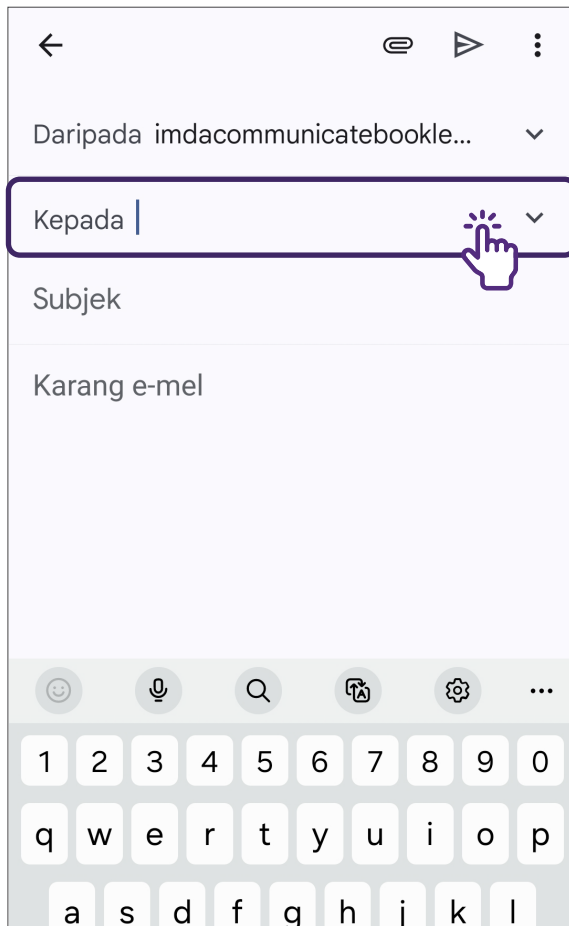 Daripada imdacommunicatebookle...
Kepada
Subjek
Karang e-mel
1 2 3 4 5 6 7 8 9 0
q w e r t y u i o p
a s d f g h j k l